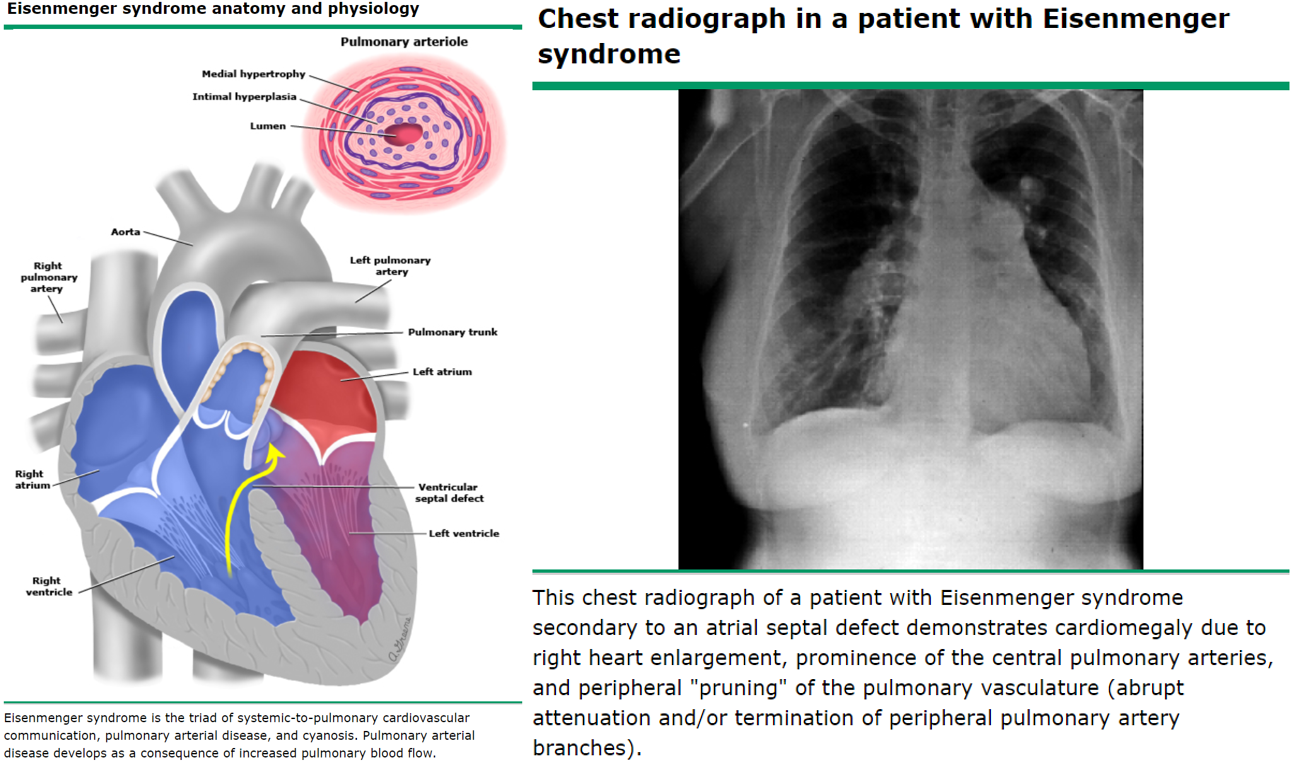 Eisenmenger syndrome anatomy and physiology
Pulmonary arteriole
Medial hypertrophy
Intimal hyperplasia
Lumen
Aorta
Right
pulmonary
artery
Left pulmonary
artery
Pulmonary trunk
Left atrium
Right
atrium
Ventricular
septal defect
Left ventricle
Right
ventricle
Eisenmenger syndrome is the triad of systemic-to-pulmonary cardiovascular
communication, pulmonary arterial disease, and cyanosis. Pulmonary arterial
disease develops as a consequence of increased pulmonary blood flow.
Chest radiograph in a patient with Eisenmenger
syndrome
This chest radiograph of a patient with Eisenmenger syndrome
secondary to an atrial septal defect demonstrates cardiomegaly due to
right heart enlargement, prominence of the central pulmonary arteries,
and peripheral "pruning" of the pulmonary vasculature (abrupt
attenuation and/or termination of peripheral pulmonary artery
branches).